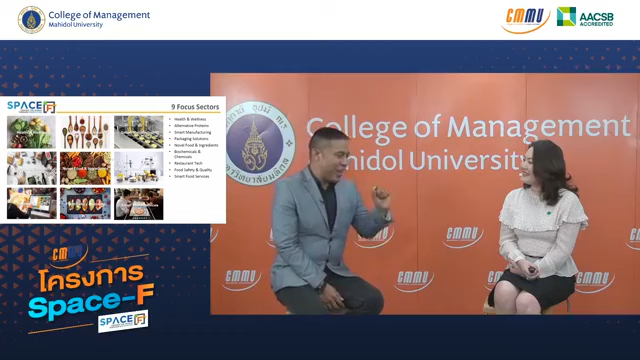 College of Management
Mahidol University
CMMU
AACSB
ACCREDITED
SPACE F
9 Focus Sectors
Health & Wellness
Alternative Proteins
Smart Manufacturing
Packaging Solutions
Novel Food & Ingredients
Biochemicals &
Chemicals
Restaurant Tech
Food Safety & Quality
Smart Food Services
College of Management
Mahidol University
CMMU
CMMU
CMMU
CMMU
CMMU
CMMU
โครงการ
Space-F
SPACE F